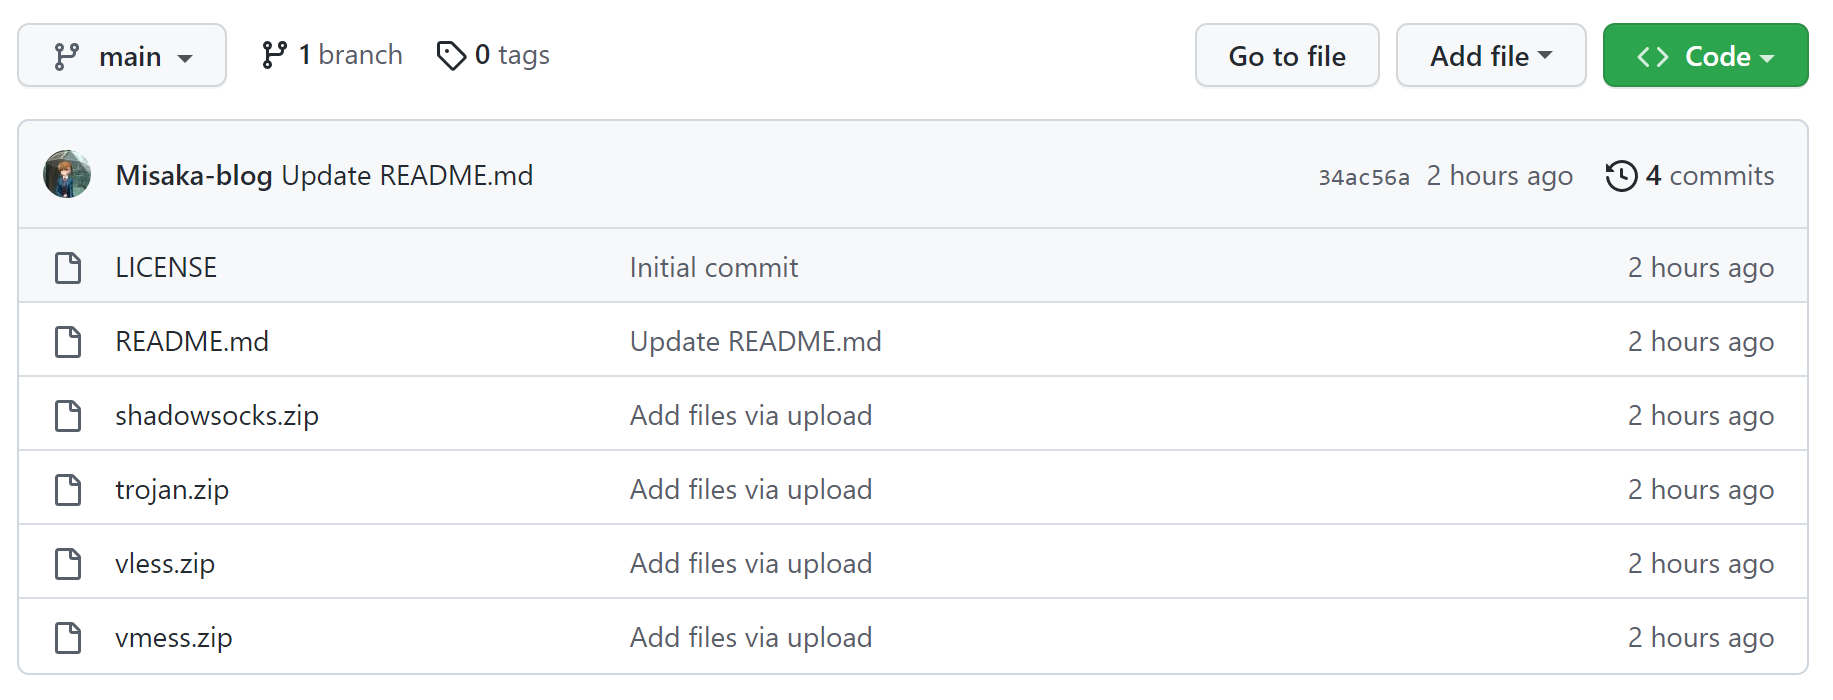 main 1 branch 0 tags Go to file Add file Code
Misaka-blog Update README.md 34ac56a 2 hours ago 4 commits
LICENSE Initial commit 2 hours ago
README.md Update README.md 2 hours ago
shadowsocks.zip Add files via upload 2 hours ago
trojan.zip Add files via upload 2 hours ago
vless.zip Add files via upload 2 hours ago
vmess.zip Add files via upload 2 hours ago